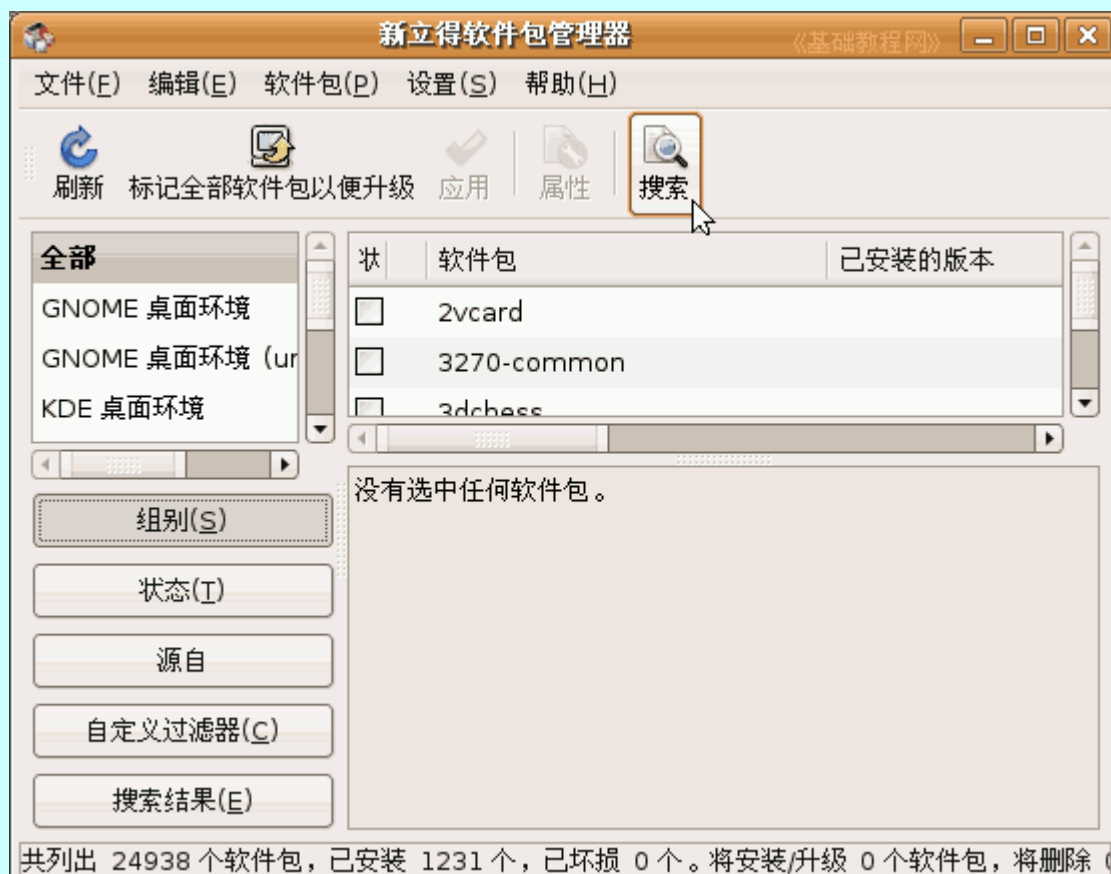 新立得软件包管理器
《基础教程网》
文件(F) 编辑(E) 软件包(P) 设置(S) 帮助(H)
刷新 标记全部软件包以便升级 应用 属性 搜索
全部
GNOME 桌面环境
GNOME 桌面环境 (ur
KDE 桌面环境
状 软件包 已安装的版本
2vcard
3270-common
3dchess
组别(S)
状态(T)
源自
自定义过滤器(C)
搜索结果(E)
没有选中任何软件包。
共列出 24938 个软件包，已安装 1231 个，已坏损 0 个。将安装/升级 0 个软件包，将删除